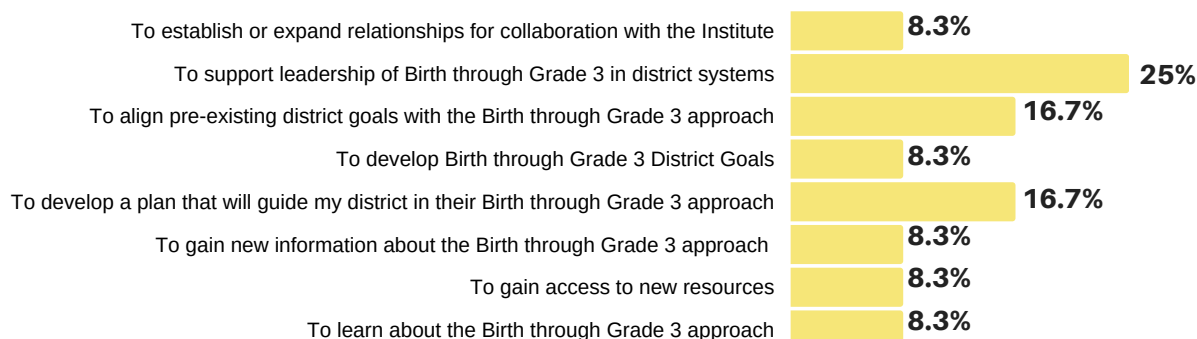 To establish or expand relationships for collaboration with the Institute 8.3%
To support leadership of Birth through Grade 3 in district systems 25%
To align pre-existing district goals with the Birth through Grade 3 approach 16.7%
To develop Birth through Grade 3 District Goals 8.3%
To develop a plan that will guide my district in their Birth through Grade 3 approach 16.7%
To gain new information about the Birth through Grade 3 approach 8.3%
To gain access to new resources 8.3%
To learn about the Birth through Grade 3 approach 8.3%